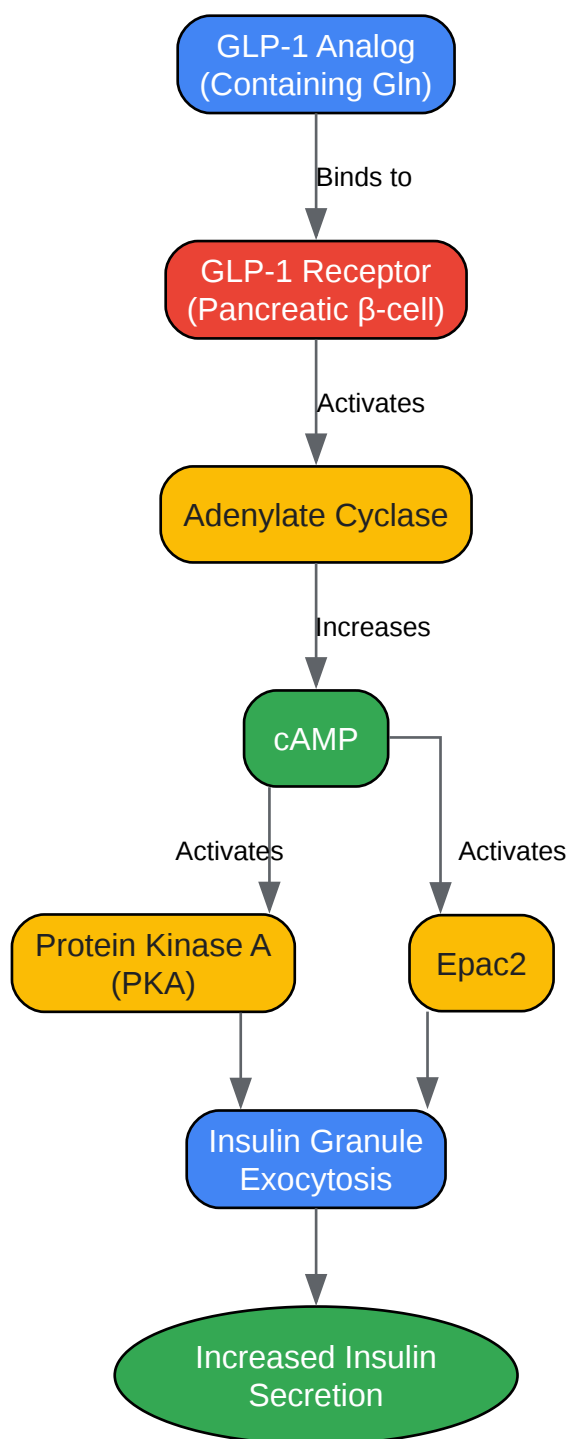 GLP-1 Analog
(Containing Gln)
Binds to
GLP-1 Receptor
(Pancreatic β-cell)
Activates
Adenylate Cyclase
Increases
cAMP
Activates
Activates
Protein Kinase A
(PKA)
Epac2
Insulin Granule
Exocytosis
Increased Insulin
Secretion